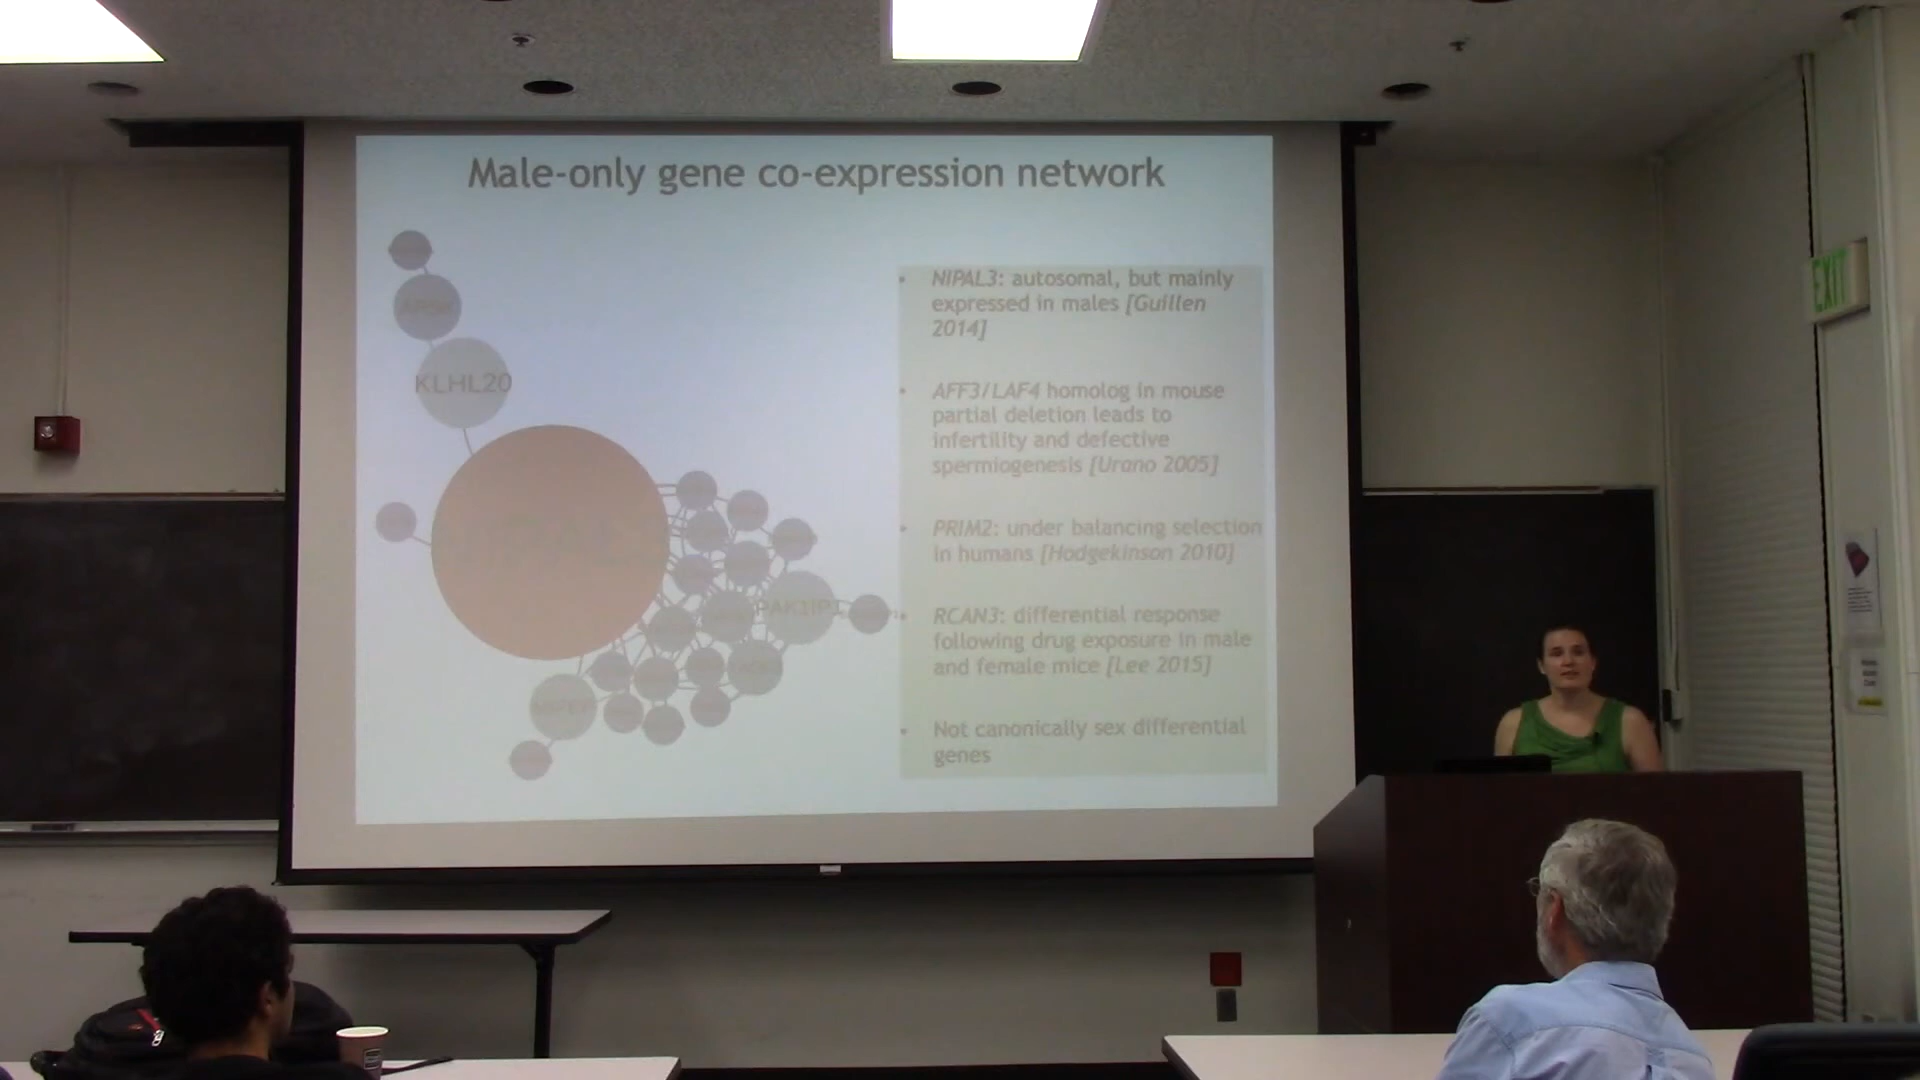 Male-only gene co-expression network
KLHL20
PAK1IP1
• NIPAL3: autosomal, but mainly
expressed in males [Guillen
2014]
• AFF3/LAF4 homolog in mouse
partial deletion leads to
infertility and defective
spermiogenesis [Urano 2005]
• PRIM2: under balancing selection
in humans [Hodgekinson 2010]
• RCAN3: differential response
following drug exposure in male
and female mice [Lee 2015]
• Not canonically sex differential
genes
EXIT